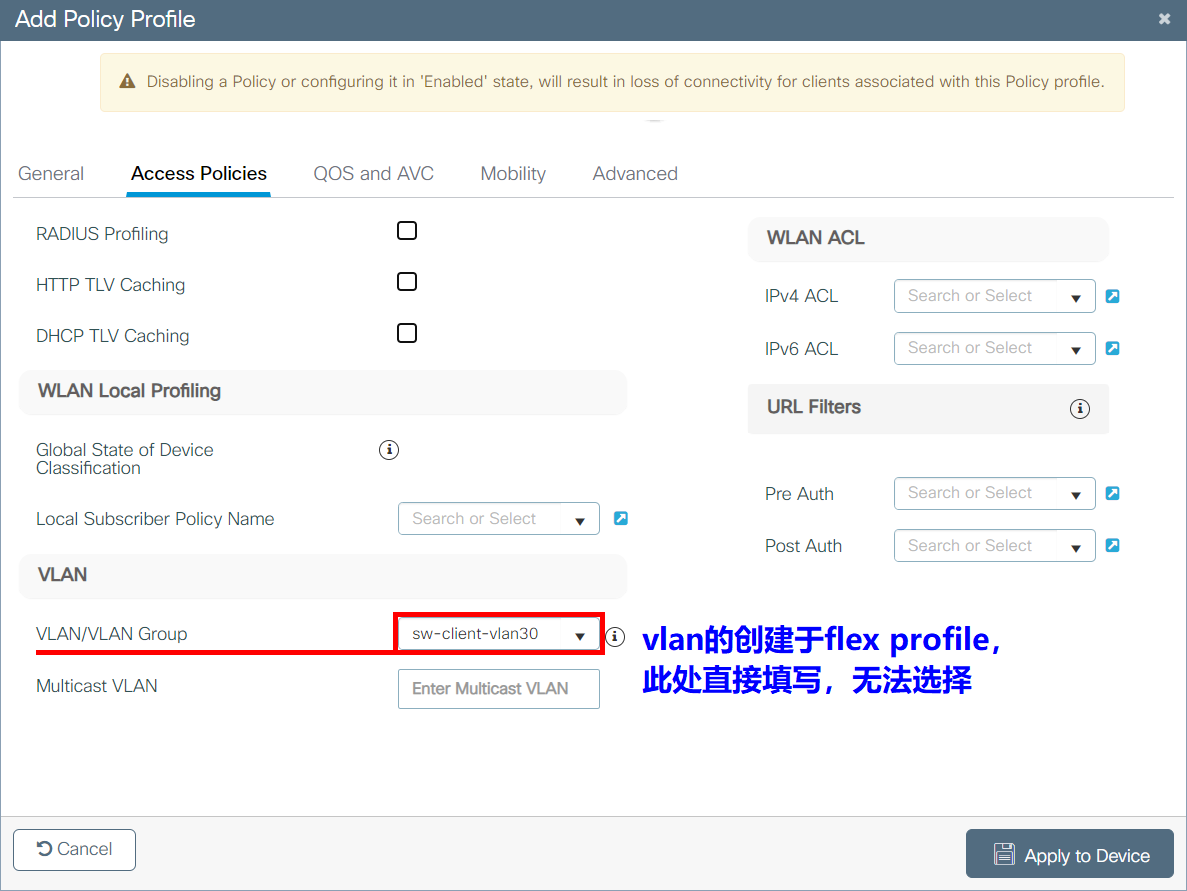 Add Policy Profile
Disabling a Policy or configuring it in 'Enabled' state, will result in loss of connectivity for clients associated with this Policy profile.
General
Access Policies
QOS and AVC
Mobility
Advanced
RADIUS Profiling
HTTP TLV Caching
DHCP TLV Caching
WLAN Local Profiling
Global State of Device
Classification
Local Subscriber Policy Name
Search or Select
VLAN
VLAN/VLAN Group
sw-client-vlan30
vlan的创建于flex profile,
此处直接填写，无法选择
Multicast VLAN
Enter Multicast VLAN
WLAN ACL
IPv4 ACL
Search or Select
IPv6 ACL
Search or Select
URL Filters
Pre Auth
Search or Select
Post Auth
Search or Select
Cancel
Apply to Device